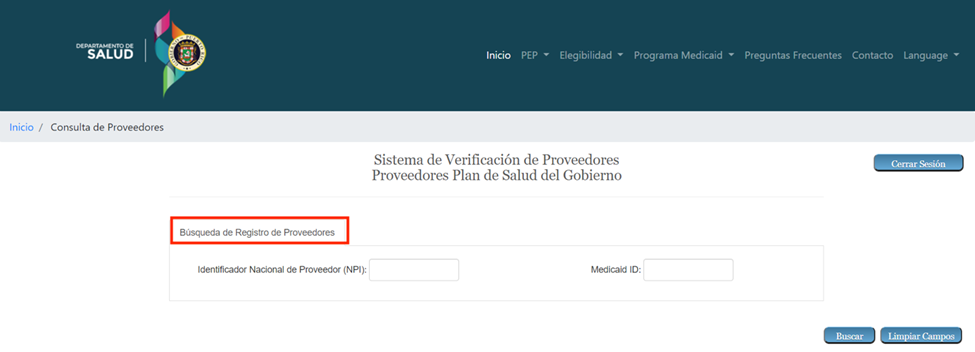 DEPARTAMENTO DE
SALUD
Inicio PEP Elegibilidad Programa Medicaid Preguntas Frecuentes Contacto Language
Inicio / Consulta de Proveedores
Sistema de Verificación de Proveedores
Proveedores Plan de Salud del Gobierno
Cerrar Sesión
Búsqueda de Registro de Proveedores
Identificador Nacional de Proveedor (NPI): Medicaid ID:
Buscar Limpiar Campos